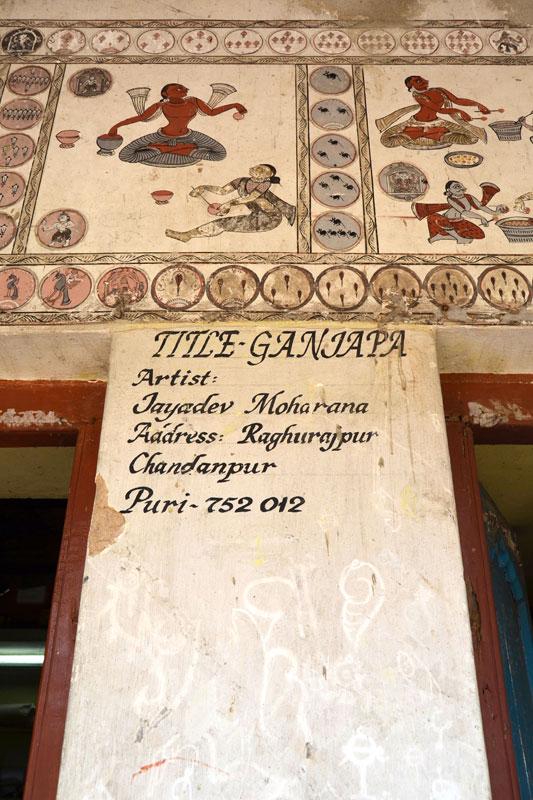 TITLE-GANJAPA
Artist:
Jayadev Moharana
Address: Raghurajpur
Chandanpur
Puri-752 012